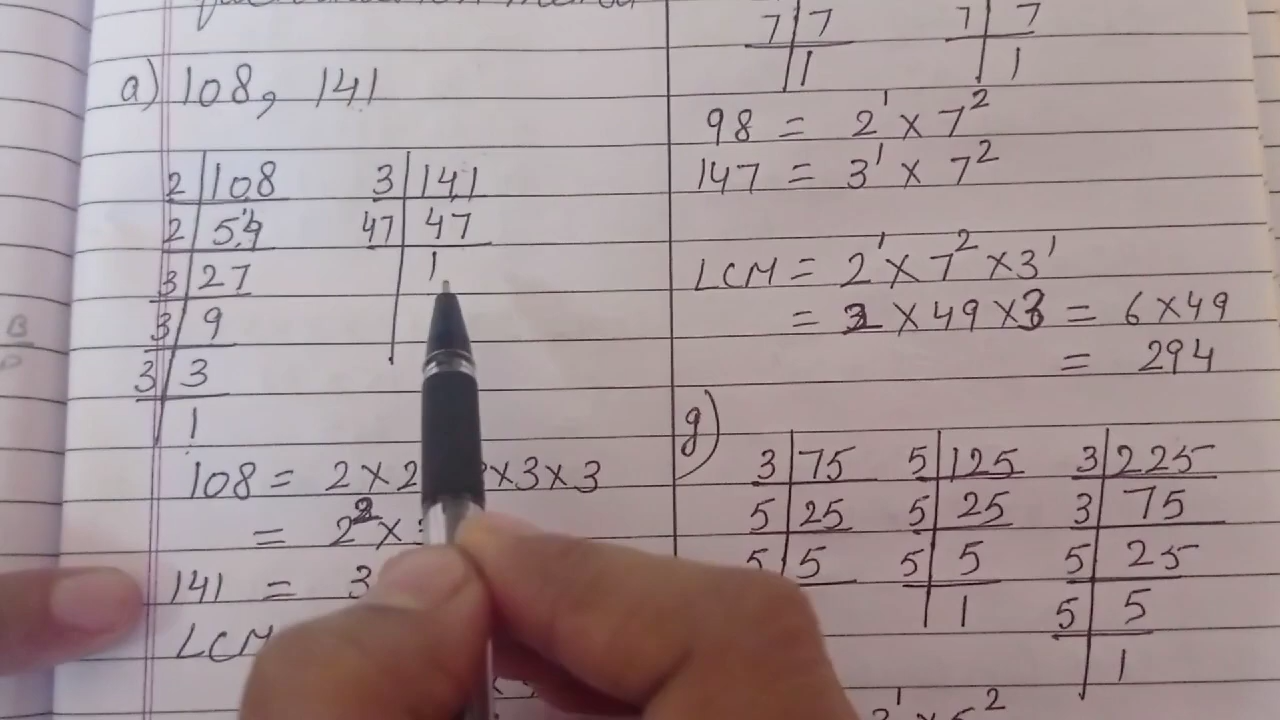 a) 108, 141
2 | 108
2 | 54
3 | 27
3 | 9
3 | 3
1
3 | 141
47 | 47
1
108 = 2 × 2 × 3 × 3
= 2² ×
141 = 3
LCM
7 | 7
1
7 | 7
1
98 = 2¹ × 7²
147 = 3¹ × 7²
LCM = 2¹ × 7² × 3¹
= 2 × 49 × 3 = 6 × 49
= 294
g)
3 | 75
5 | 25
5 | 5
5 | 125
5 | 25
5 | 5
1
3 | 225
3 | 75
5 | 25
5 | 5
1
× 5²